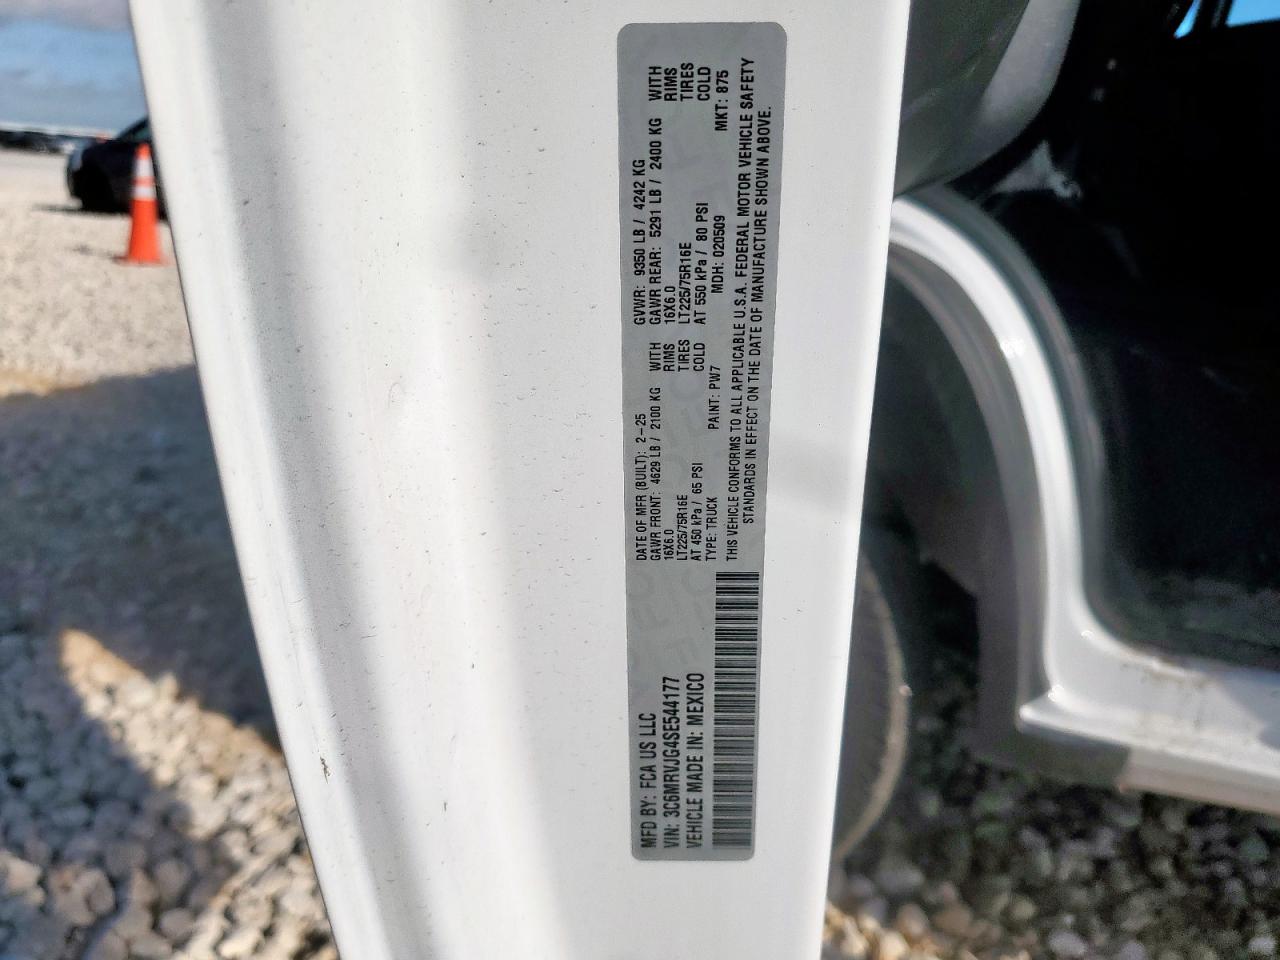 MFD BY: FCA US LLC
VIN: 3C6MRVJG4SE544177
VEHICLE MADE IN: MEXICO
DATE OF MFR (BUILT): 2-25
GVWR: 9350 LB / 4242 KG
GAWR FRONT: 4629 LB / 2100 KG WITH
GAWR REAR: 5291 LB / 2400 KG WITH
16X6.0 RIMS
16X6.0 RIMS
LT225/75R16E TIRES
LT225/75R16E TIRES
AT 450 kPa / 65 PSI COLD
AT 550 kPa / 80 PSI COLD
TYPE: TRUCK PAINT: PW7 MDH: 020509 MKT: 875
THIS VEHICLE CONFORMS TO ALL APPLICABLE U.S.A. FEDERAL MOTOR VEHICLE SAFETY
STANDARDS IN EFFECT ON THE DATE OF MANUFACTURE SHOWN ABOVE.